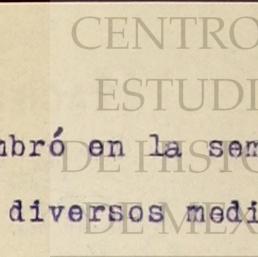 CENTRO
ESTUDI
mbró en la sem
DE HISTO
diversos medi
DE MEX